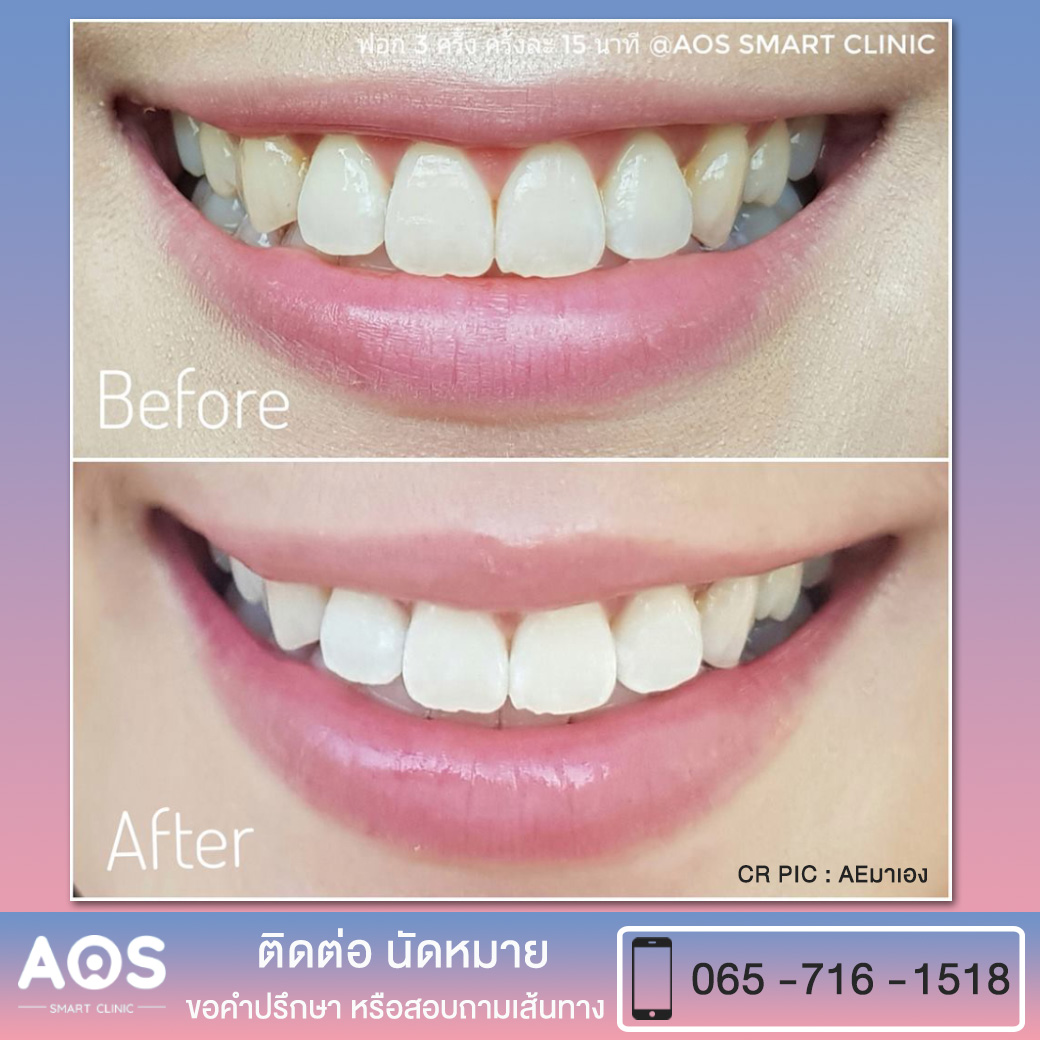 ฟอก 3 ครั้ง ครั้งละ 15 นาที @AOS SMART CLINIC
Before
After
CR PIC : AEมาเอง
AOS
SMART CLINIC
ติดต่อ นัดหมาย
ขอคำปรึกษา หรือสอบถามเส้นทาง
065 -716 -1518